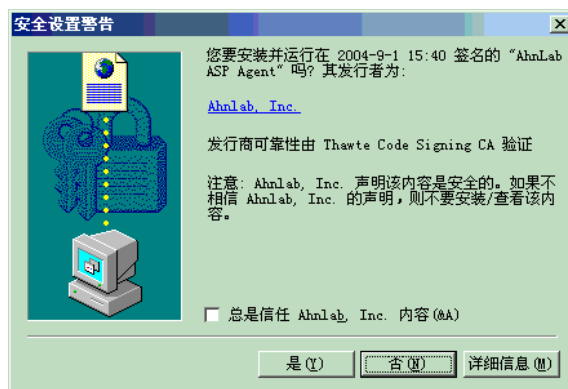 安全设置警告
您要安装并运行在 2004-9-1 15:40 签名的 “AhnLab
ASP Agent” 吗? 其发行者为:
Ahnlab, Inc.
发行商可靠性由 Thawte Code Signing CA 验证
注意: Ahnlab, Inc. 声明该内容是安全的。如果不
相信 Ahnlab, Inc. 的声明，则不要安装/查看该内
容。
总是信任 Ahnlab, Inc. 内容(&A)
是(Y)
否(N)
详细信息(M)